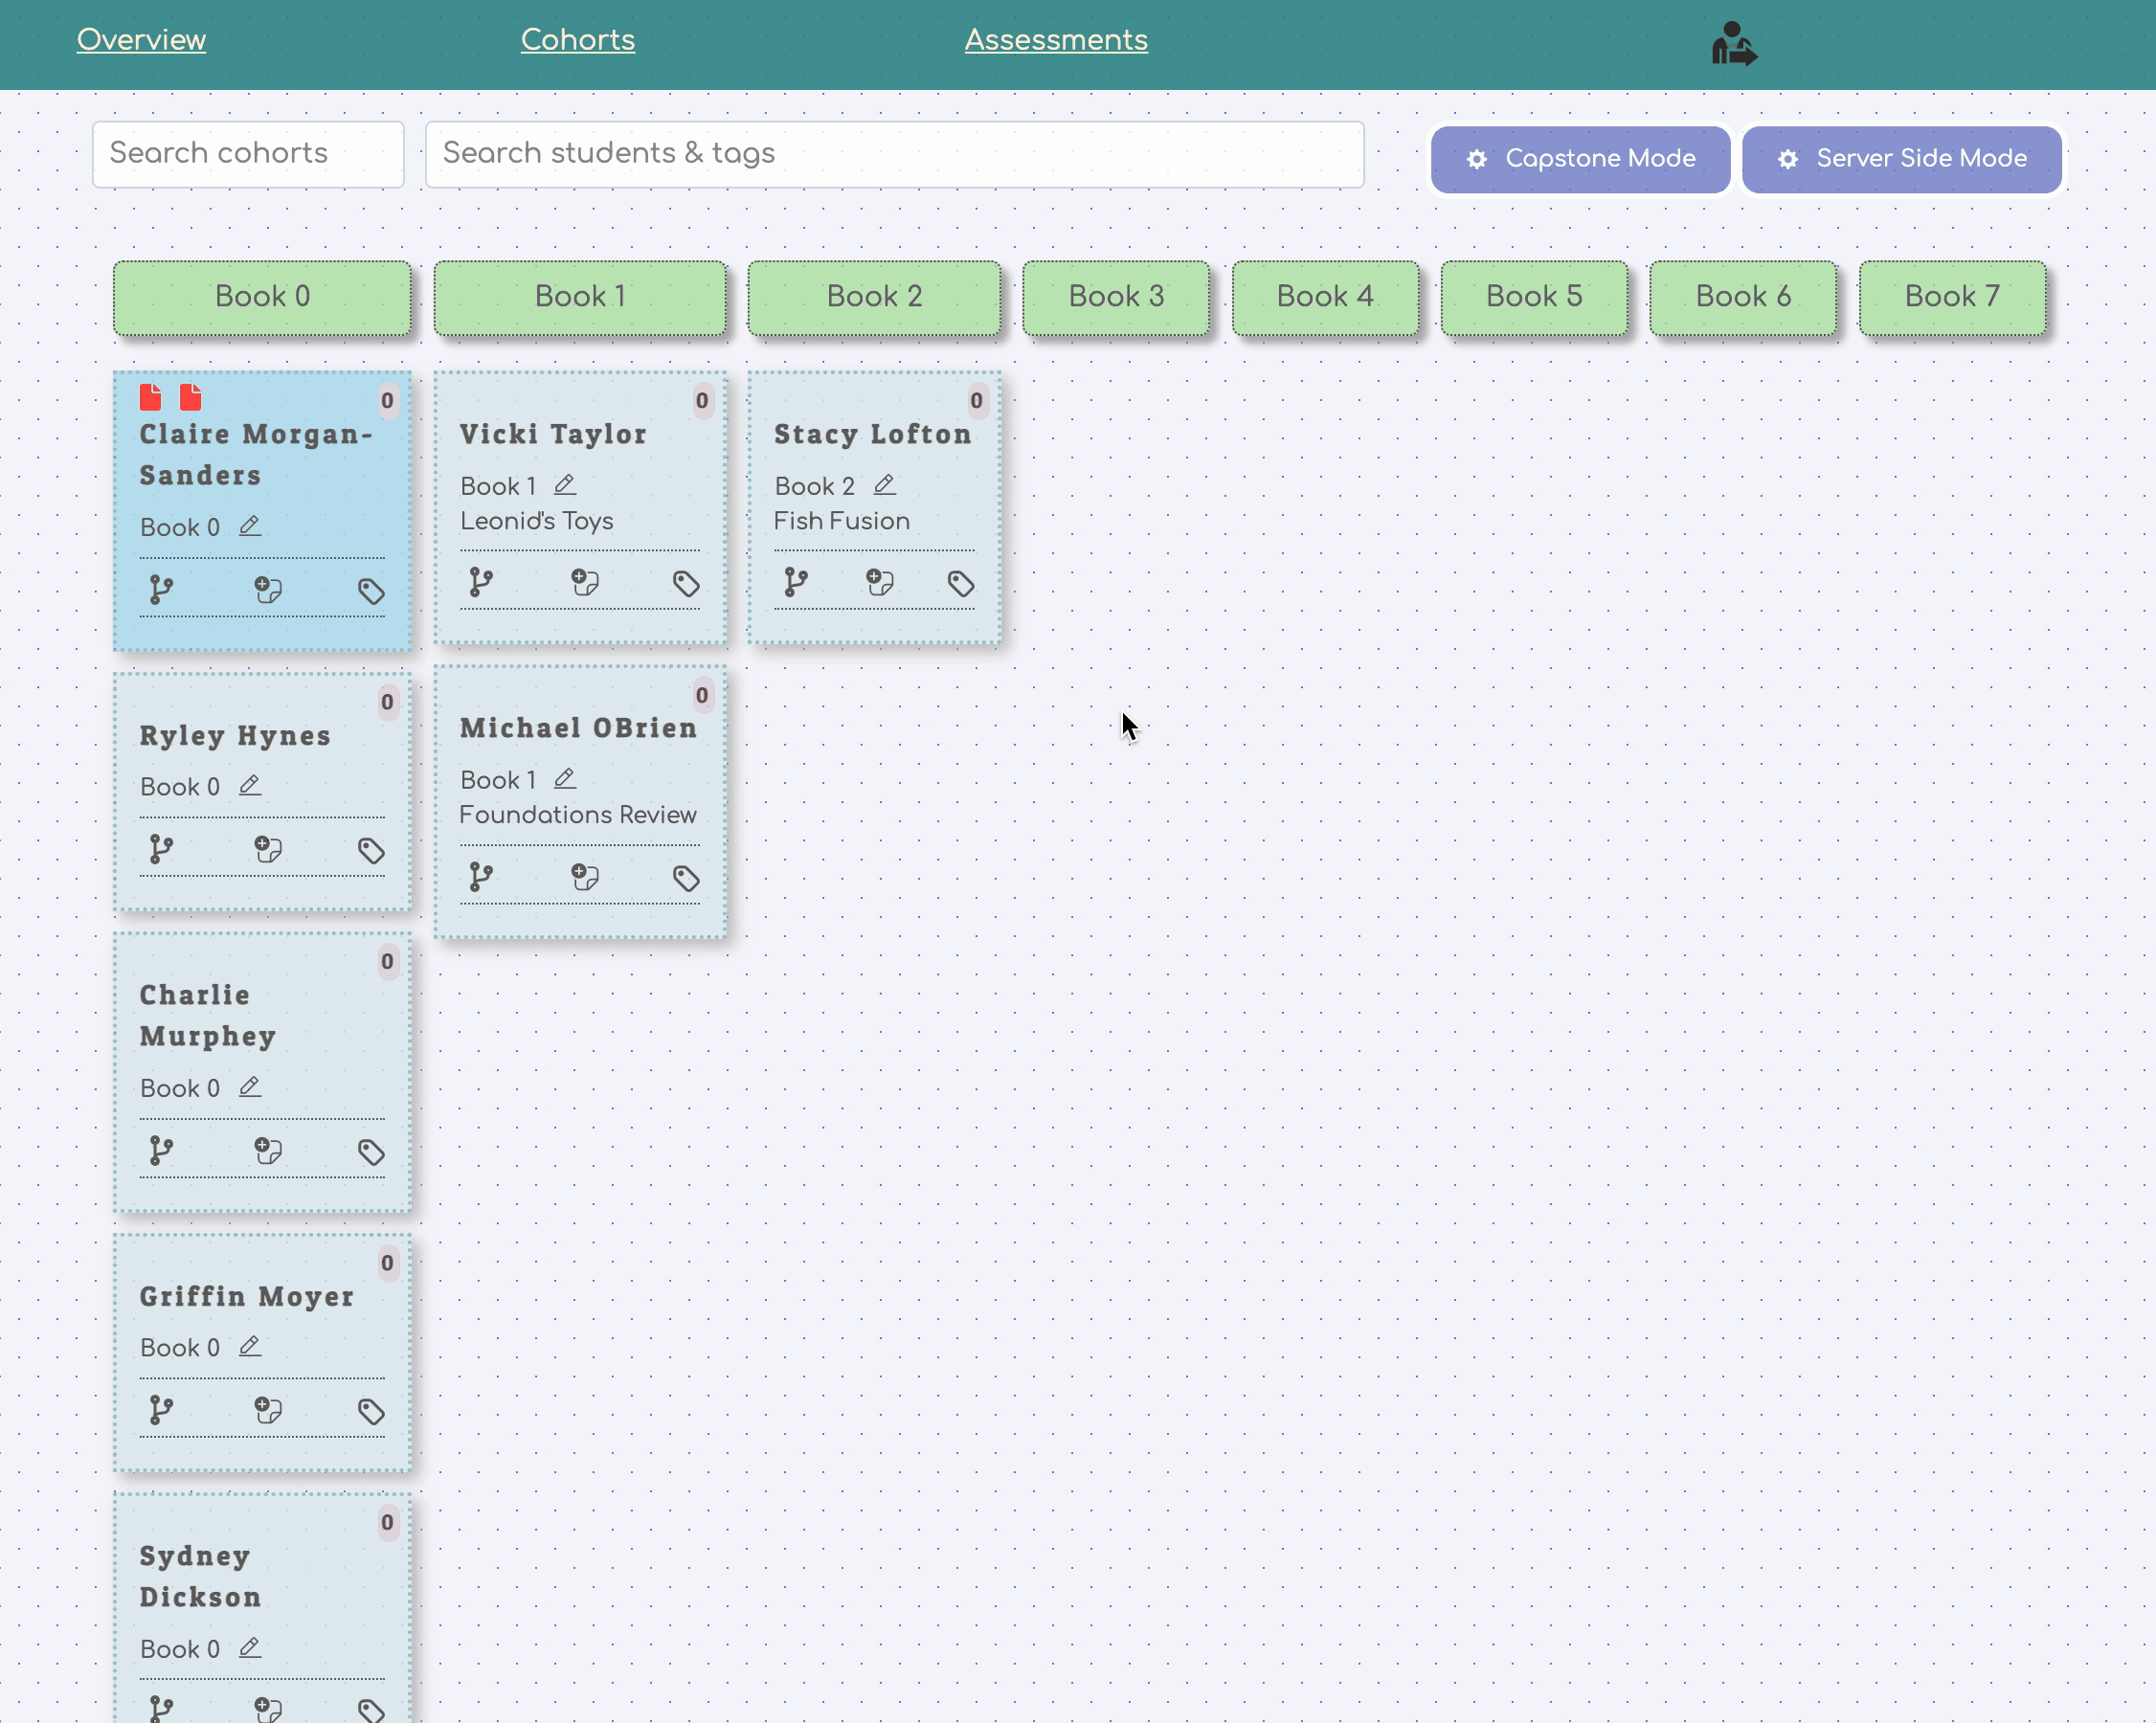 Overview Cohorts Assessments
Search cohorts Search students & tags Capstone Mode Server Side Mode
Book 0 Book 1 Book 2 Book 3 Book 4 Book 5 Book 6 Book 7
0
Claire Morgan-
Sanders
Book 0
0
Ryley Hynes
Book 0
0
Charlie
Murphey
Book 0
0
Griffin Moyer
Book 0
0
Sydney
Dickson
Book 0
0
Vicki Taylor
Book 1
Leonid's Toys
0
Michael OBrien
Book 1
Foundations Review
0
Stacy Lofton
Book 2
Fish Fusion